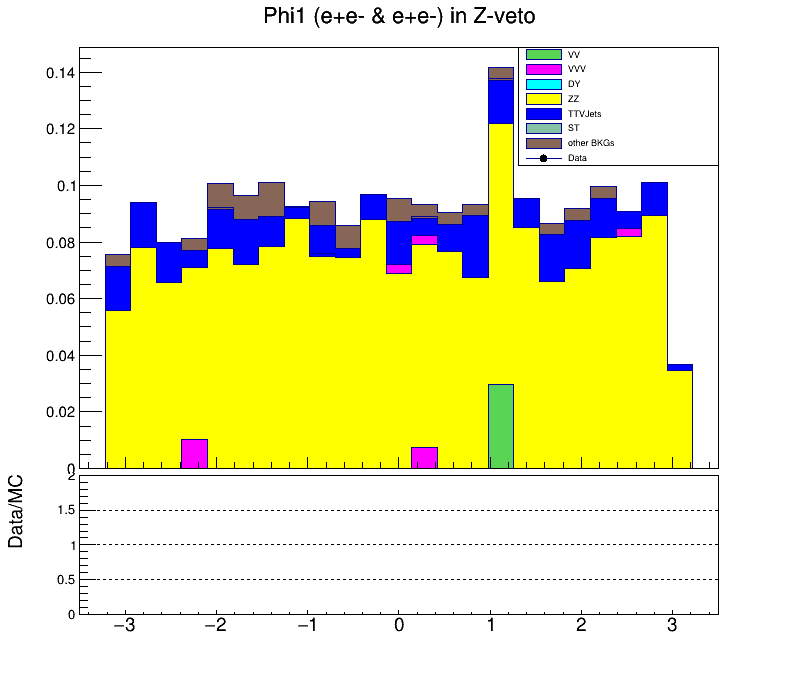 Phi1 (e+e- & e+e-) in Z-veto
VV
VVV
DY
ZZ
TTVJets
ST
other BKGs
Data
0.14
0.12
0.1
0.08
0.06
0.04
0.02
0
Data/MC
2
1.5
1
0.5
0
−3 −2 −1 0 1 2 3